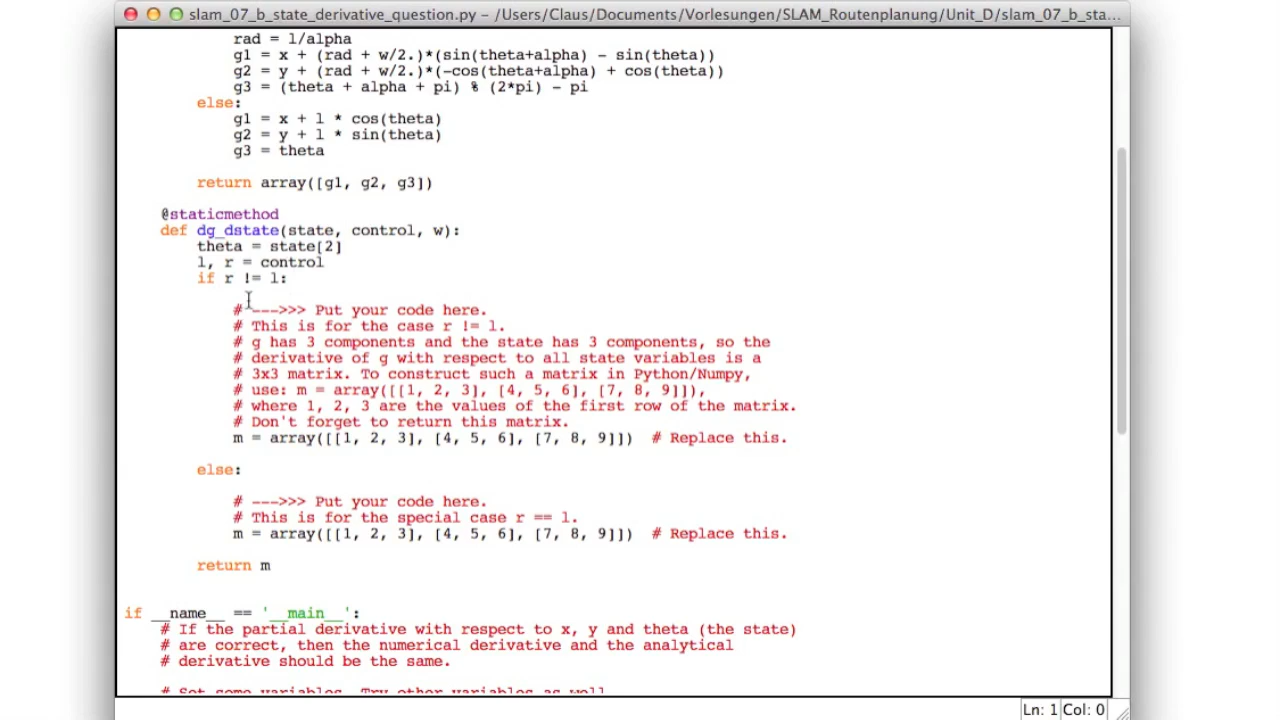 slam_07_b_state_derivative_question.py – /Users/Claus/Documents/Vorlesungen/SLAM_Routenplanung/Unit_D/slam_07_b_sta...
rad = l/alpha
g1 = x + (rad + w/2.)*(sin(theta+alpha) - sin(theta))
g2 = y + (rad + w/2.)*(-cos(theta+alpha) + cos(theta))
g3 = (theta + alpha + pi) % (2*pi) - pi
else:
g1 = x + l * cos(theta)
g2 = y + l * sin(theta)
g3 = theta
return array([g1, g2, g3])
@staticmethod
def dg_dstate(state, control, w):
theta = state[2]
l, r = control
if r != l:
# --->>> Put your code here.
# This is for the case r != l.
# g has 3 components and the state has 3 components, so the
# derivative of g with respect to all state variables is a
# 3x3 matrix. To construct such a matrix in Python/Numpy,
# use: m = array([[1, 2, 3], [4, 5, 6], [7, 8, 9]]),
# where 1, 2, 3 are the values of the first row of the matrix.
# Don't forget to return this matrix.
m = array([[1, 2, 3], [4, 5, 6], [7, 8, 9]])  # Replace this.
else:
# --->>> Put your code here.
# This is for the special case r == l.
m = array([[1, 2, 3], [4, 5, 6], [7, 8, 9]])  # Replace this.
return m
if __name__ == '__main__':
# If the partial derivative with respect to x, y and theta (the state)
# are correct, then the numerical derivative and the analytical
# derivative should be the same.
# Set some variables. Try other variables as well.
Ln: 1 Col: 0